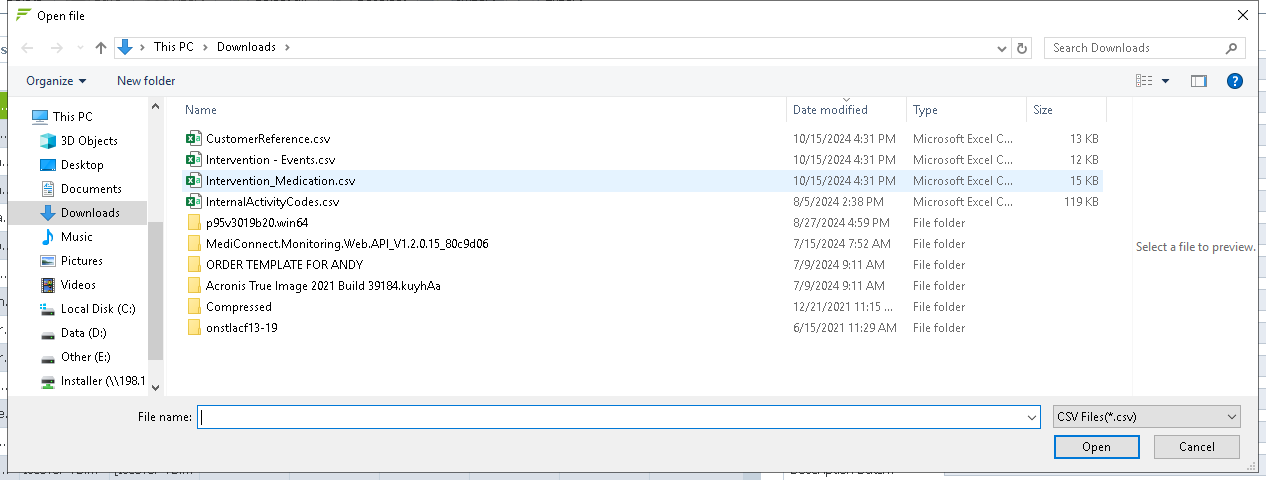 Open file
This PC > Downloads >
Search Downloads
Organize
New folder
Name
Date modified
Type
Size
This PC
3D Objects
Desktop
Documents
Downloads
Music
Pictures
Videos
Local Disk (C:)
Data (D:)
Other (E:)
Installer (\\198.1
CustomerReference.csv 10/15/2024 4:31 PM Microsoft Excel C... 13 KB
Intervention - Events.csv 10/15/2024 4:31 PM Microsoft Excel C... 12 KB
Intervention_Medication.csv 10/15/2024 4:31 PM Microsoft Excel C... 15 KB
InternalActivityCodes.csv 8/5/2024 2:38 PM Microsoft Excel C... 119 KB
p95v3019b20.win64 8/27/2024 4:59 PM File folder
MediConnect.Monitoring.Web.API_V1.2.0.15_80c9d06 7/15/2024 7:52 AM File folder
ORDER TEMPLATE FOR ANDY 7/9/2024 9:11 AM File folder
Acronis True Image 2021 Build 39184.kuyhAa 7/9/2024 9:11 AM File folder
Compressed 12/21/2021 11:15 ... File folder
onstlacf13-19 6/15/2021 11:29 AM File folder
Select a file to preview.
File name:
CSV Files(*.csv)
Open
Cancel